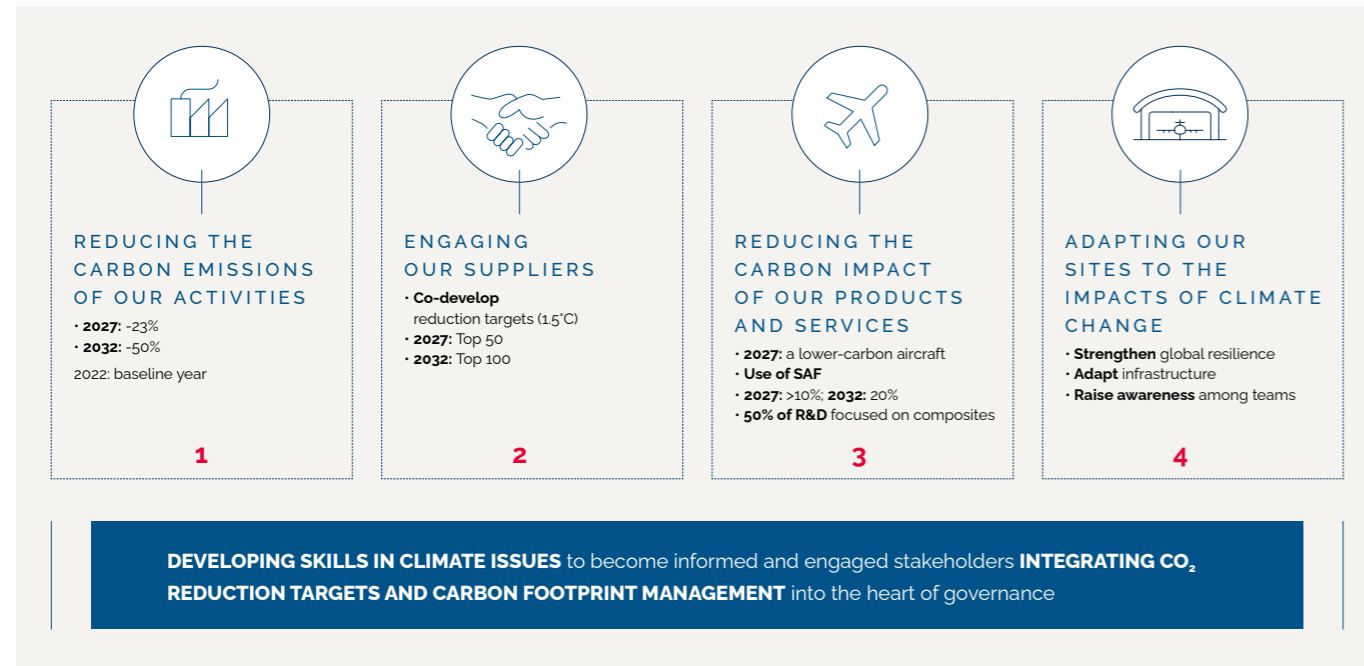 REDUCING THE
CARBON EMISSIONS
OF OUR ACTIVITIES
• 2027: -23%
• 2032: -50%
2022: baseline year
1
ENGAGING
OUR SUPPLIERS
• Co-develop
reduction targets (1.5°C)
• 2027: Top 50
• 2032: Top 100
2
REDUCING THE
CARBON IMPACT
OF OUR PRODUCTS
AND SERVICES
• 2027: a lower-carbon aircraft
• Use of SAF
• 2027: >10%; 2032: 20%
• 50% of R&D focused on composites
3
ADAPTING OUR
SITES TO THE
IMPACTS OF CLIMATE
CHANGE
• Strengthen global resilience
• Adapt infrastructure
• Raise awareness among teams
4
DEVELOPING SKILLS IN CLIMATE ISSUES to become informed and engaged stakeholders INTEGRATING CO₂
REDUCTION TARGETS AND CARBON FOOTPRINT MANAGEMENT into the heart of governance